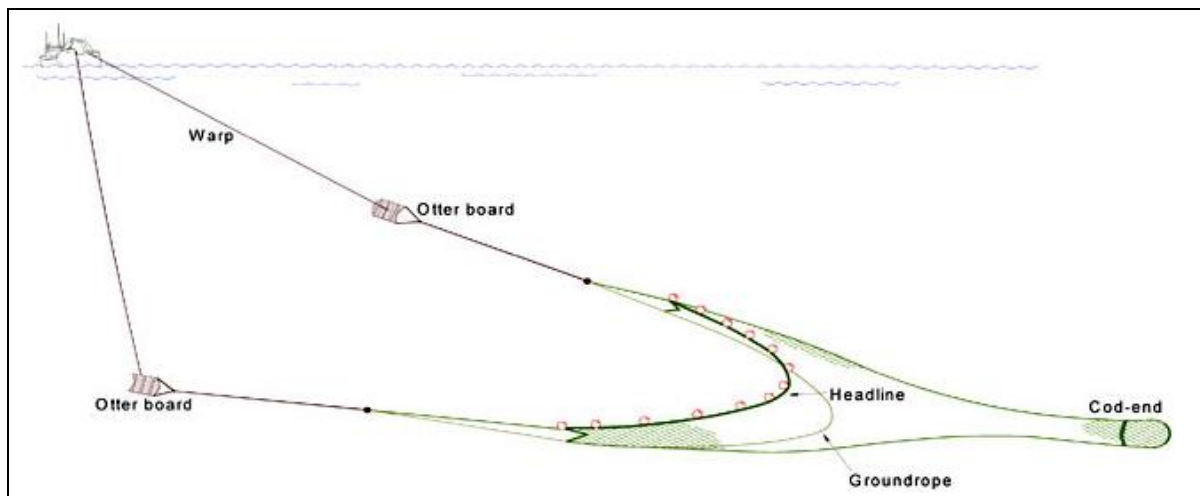 Warp
Otter board
Otter board
Headline
Cod-end
Groundrope